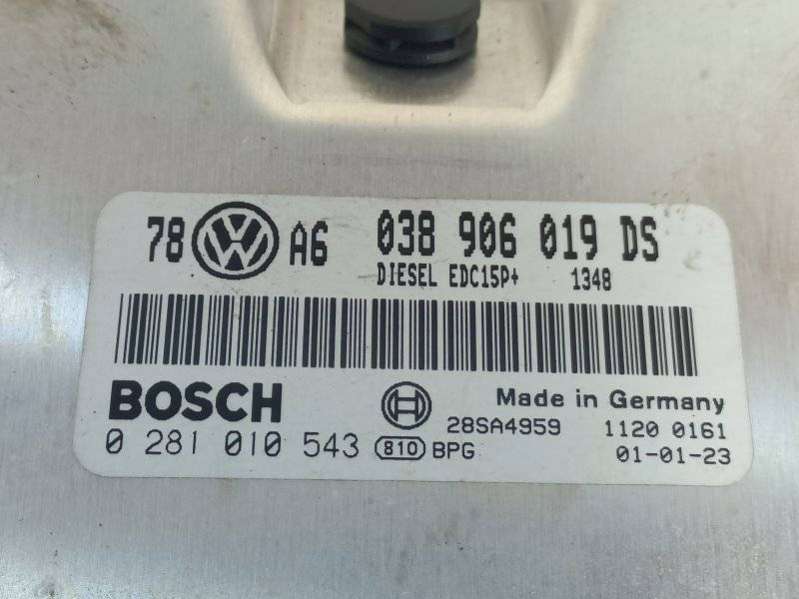 78 VW A6 038 906 019 DS
DIESEL EDC15P+ 1348
BOSCH
Made in Germany
28SA4959 1120 0161
0 281 010 543 810 BPG 01-01-23